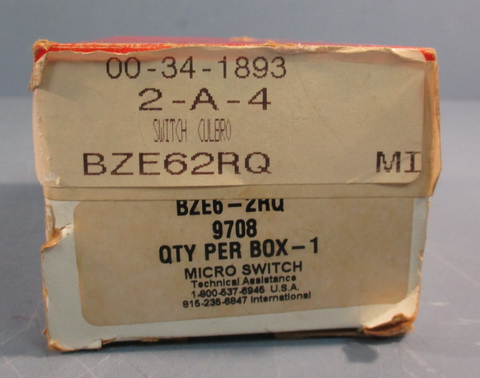 00-34-1893
2-A-4
SWITCH (ULBR)
BZE62RQ MI
BZE6-2RQ
9708
QTY PER BOX-1
MICRO SWITCH
Technical Assistance
1-800-537-6945 U.S.A.
815-235-6847 International